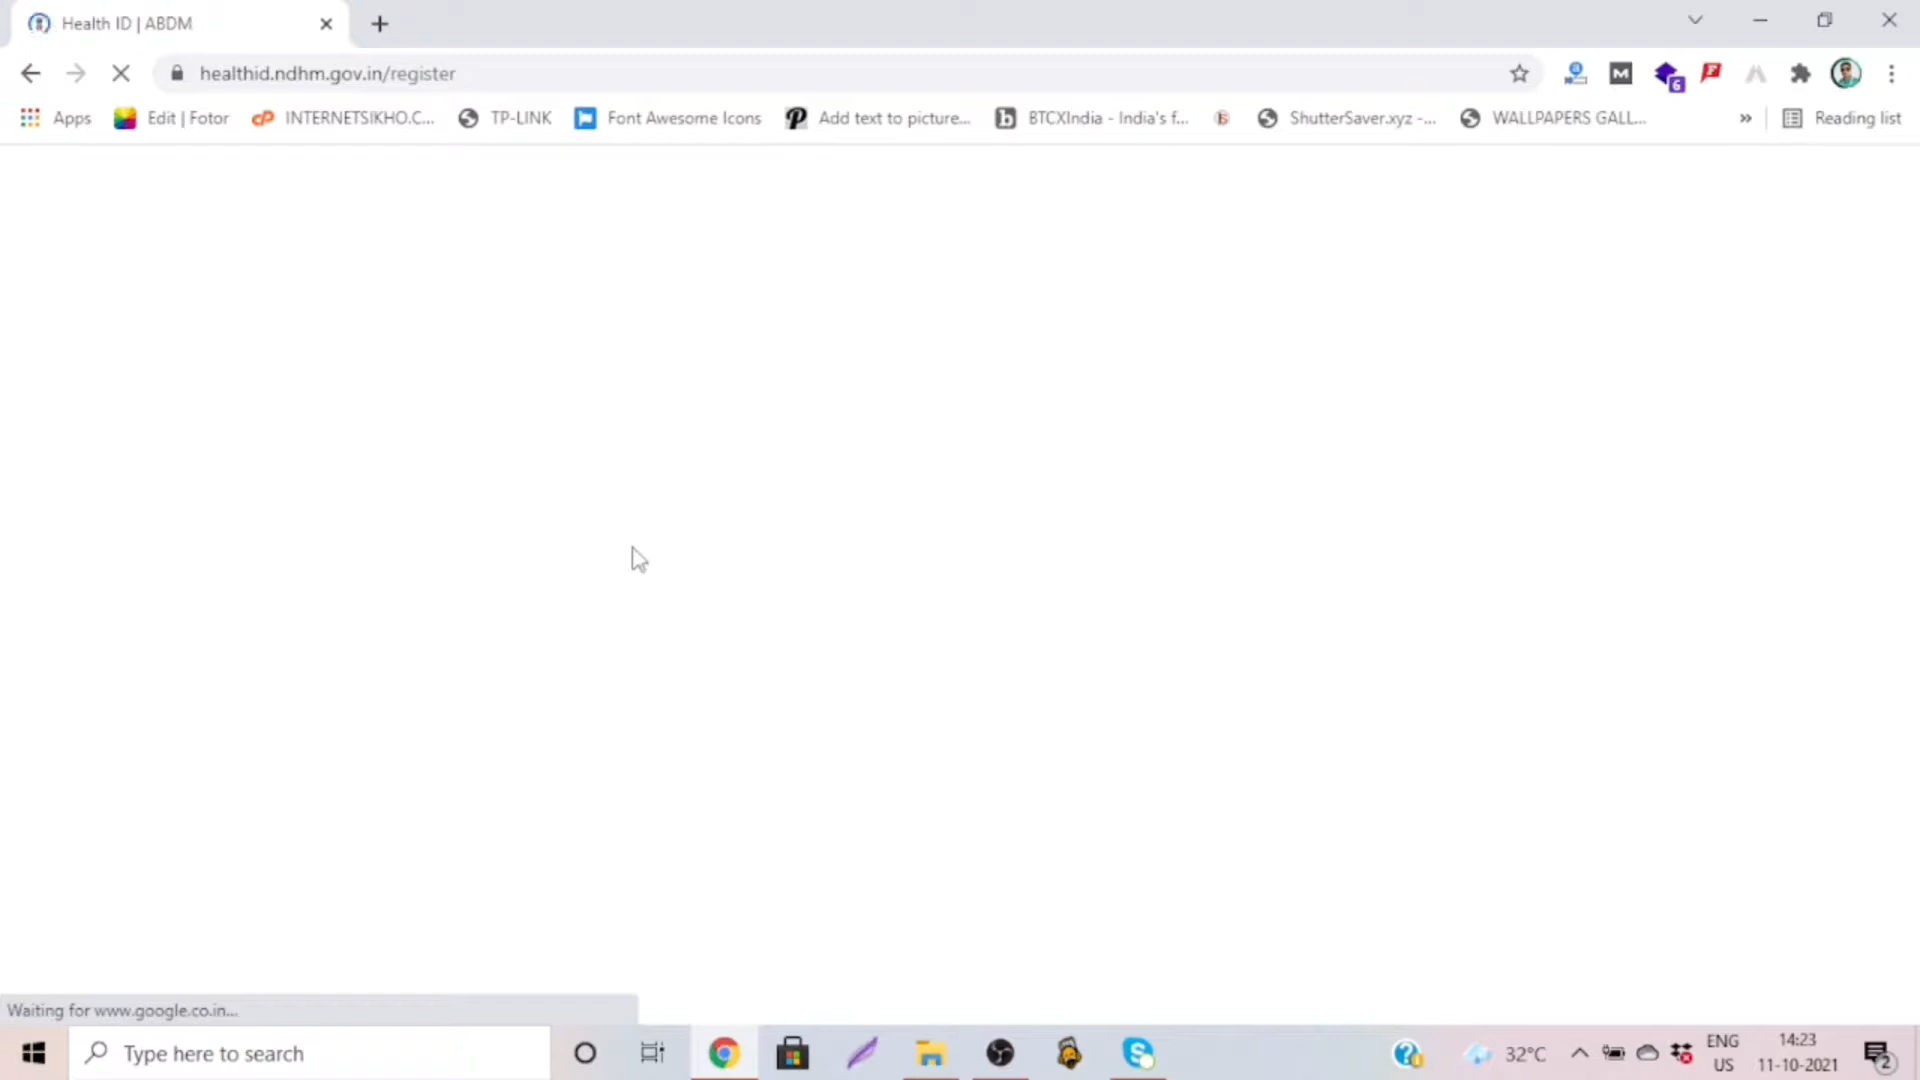 Health ID | ABDM
healthid.ndhm.gov.in/register
6
Apps Edit | Fotor INTERNETSIKHO.C... TP-LINK Font Awesome Icons Add text to picture... BTCXIndia - India's f... ShutterSaver.xyz -... WALLPAPERS GALL... » Reading list
Waiting for www.google.co.in...
Type here to search
32°C
ENG
US
14:23
11-10-2021
2